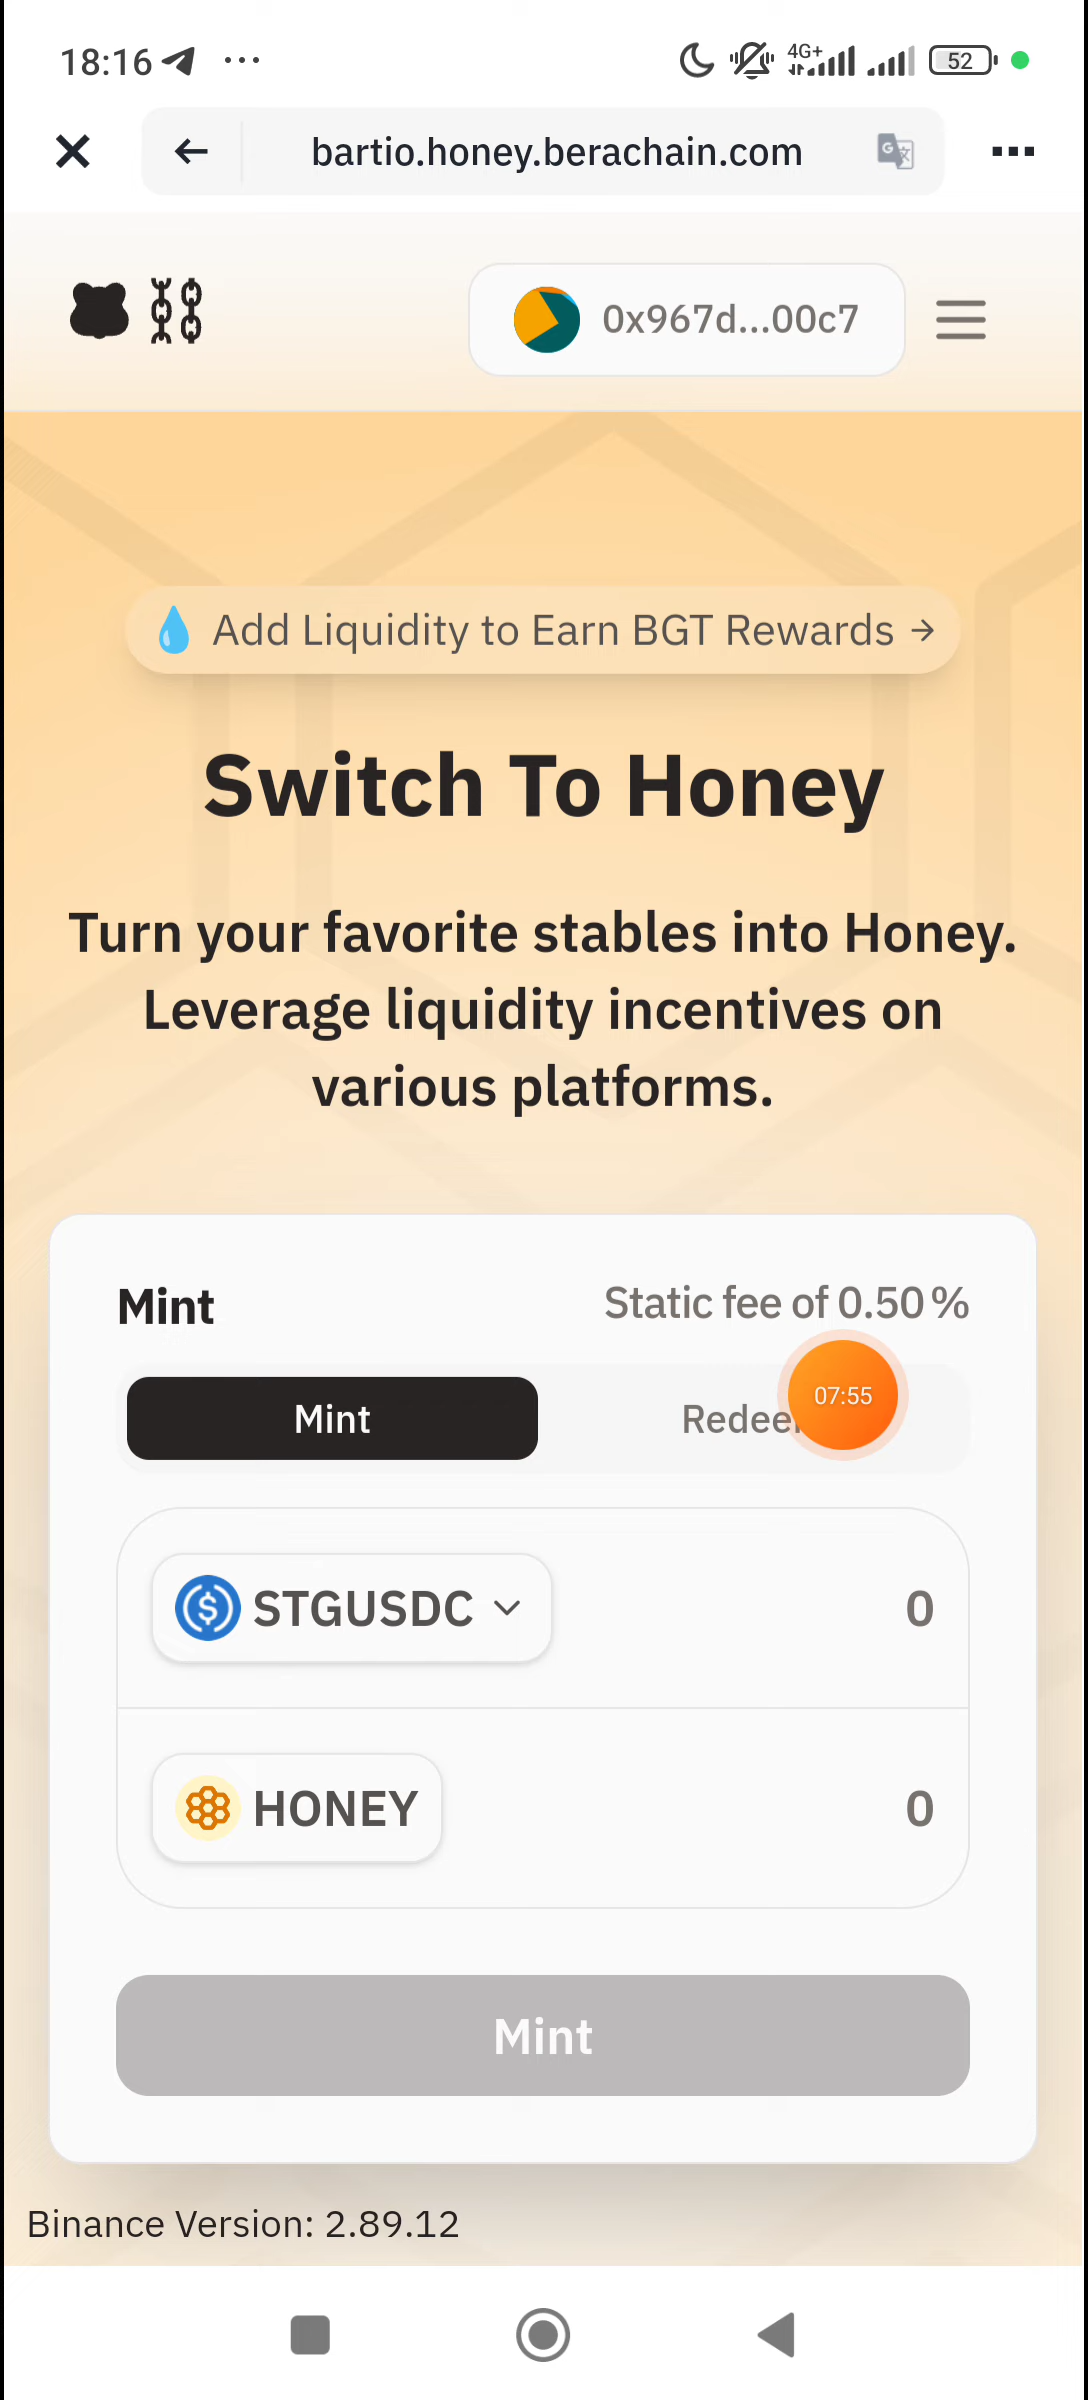 18:16
4G+
52
bartio.honey.berachain.com
0x967d...00c7
💧 Add Liquidity to Earn BGT Rewards →
Switch To Honey
Turn your favorite stables into Honey.
Leverage liquidity incentives on
various platforms.
Mint
Static fee of 0.50%
Mint
07:55
STGUSDC
0
HONEY
0
Mint
Binance Version: 2.89.12